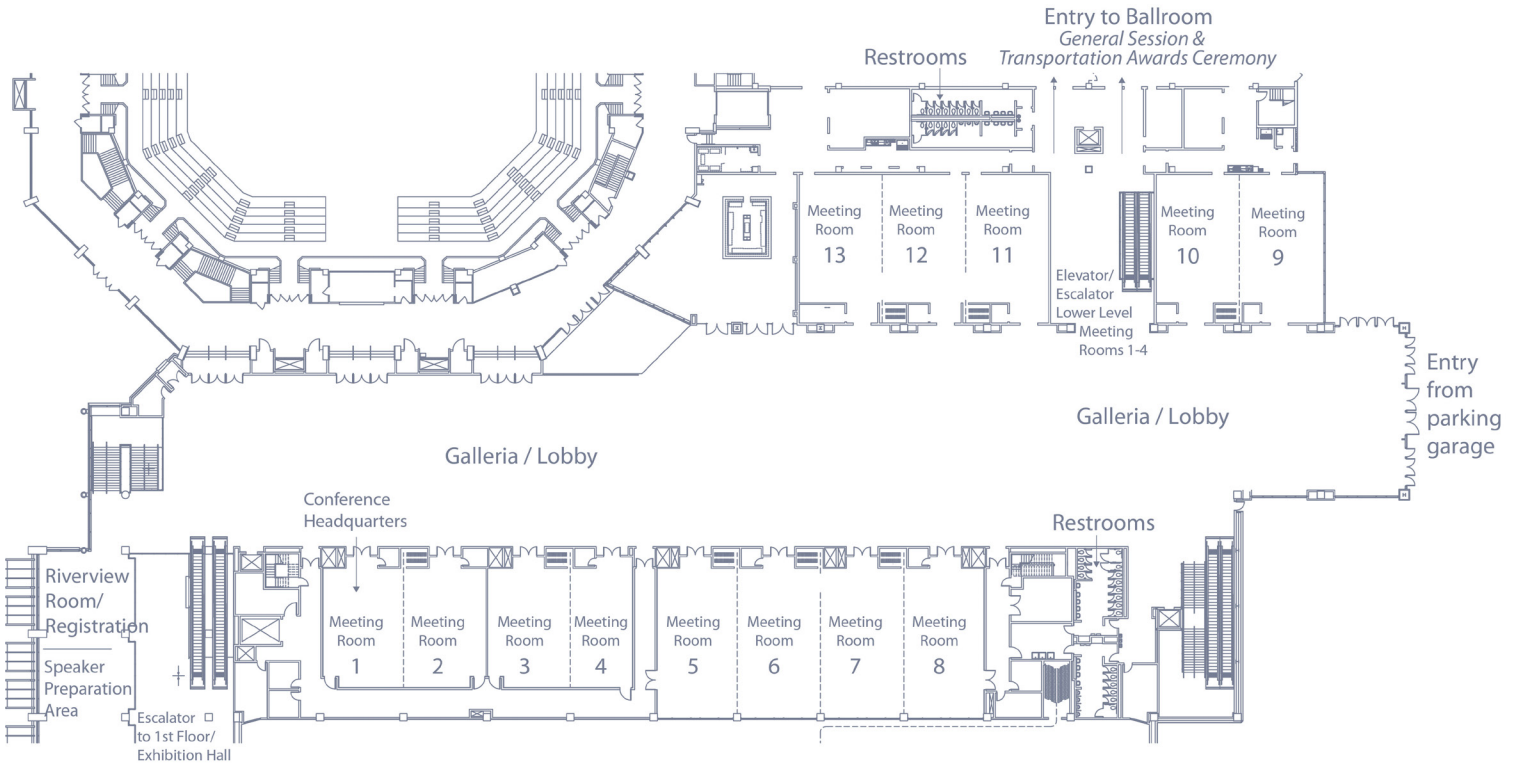 Entry to Ballroom
General Session &
Transportation Awards Ceremony
Restrooms
Meeting
Room
13
Meeting
Room
12
Meeting
Room
11
Meeting
Room
10
Meeting
Room
9
Elevator/
Escalator
Lower Level
Meeting
Rooms 1-4
Entry
from
parking
garage
Galleria / Lobby
Galleria / Lobby
Conference
Headquarters
Restrooms
Riverview
Room/
Registration
Speaker
Preparation
Area
Escalator
to 1st Floor/
Exhibition Hall
Meeting
Room
1
Meeting
Room
2
Meeting
Room
3
Meeting
Room
4
Meeting
Room
5
Meeting
Room
6
Meeting
Room
7
Meeting
Room
8